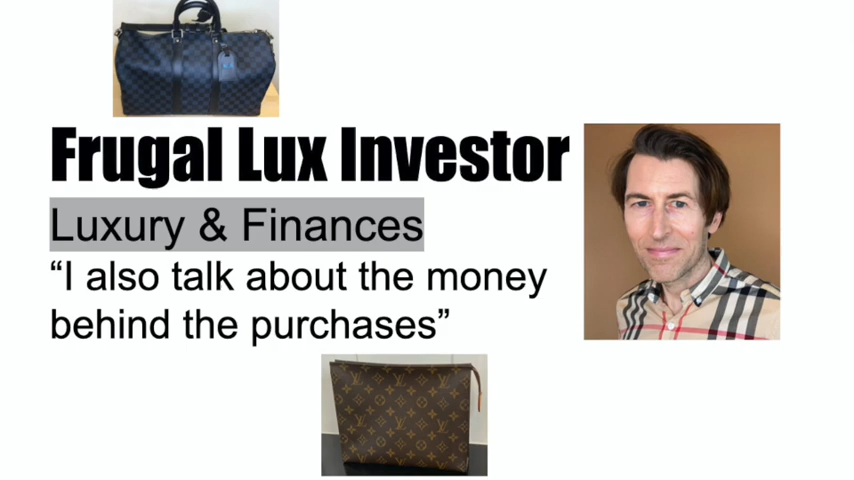 Frugal Lux Investor
Luxury & Finances
“I also talk about the money
behind the purchases”